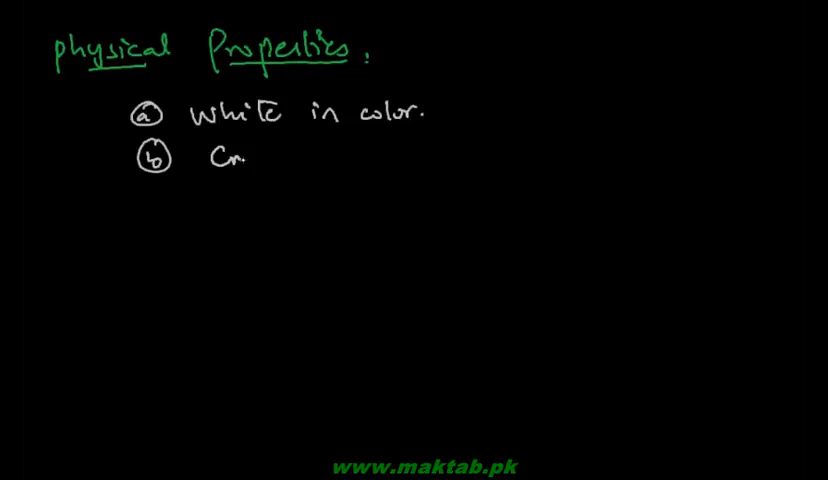 Physical Properties.
(a) White in color.
(b) Cr
www.maktab.pk